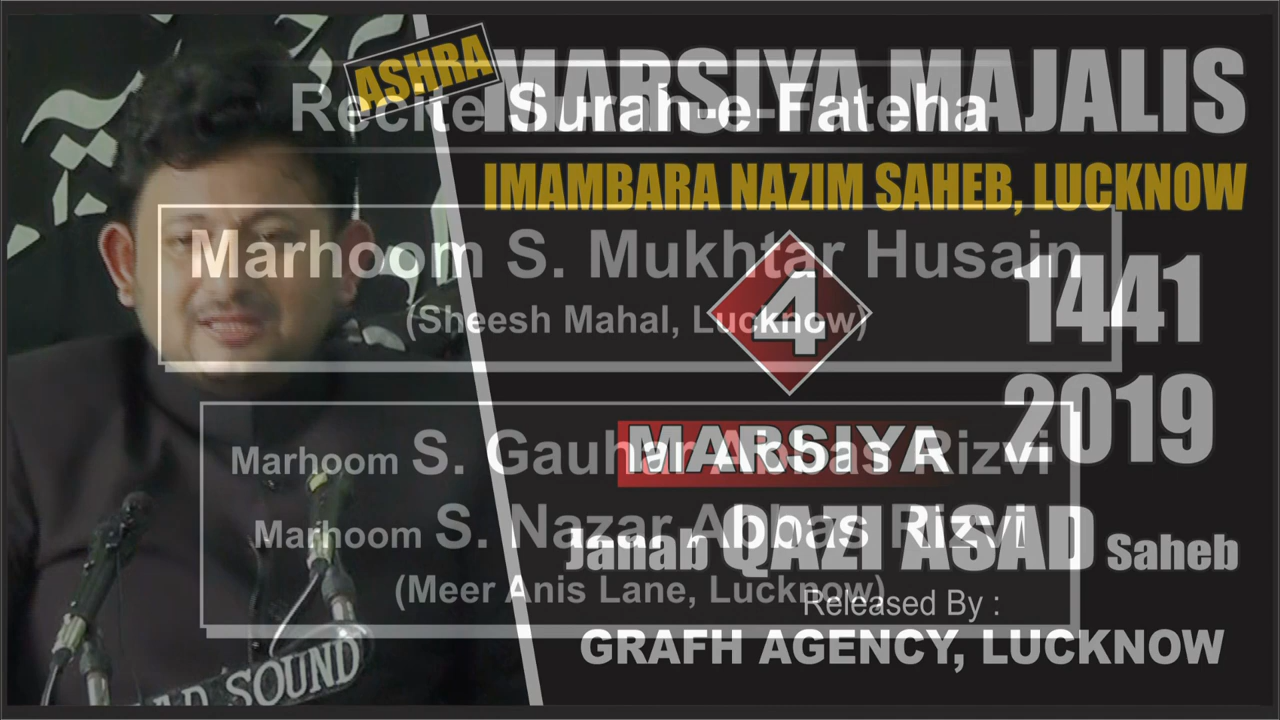 ASHRA
MARSIYA MAJALIS
IMAMBARA NAZIM SAHEB, LUCKNOW
4
1441
2019
MARSIYA
Janab QAZI ASAD Saheb
Released By :
GRAFH AGENCY, LUCKNOW
Recite Surah-e-Fateha
Marhoom S. Mukhtar Husain
(Sheesh Mahal, Lucknow)
Marhoom S. Gauhar Abbas Rizvi
Marhoom S. Nazar Abbas Rizvi
(Meer Anis Lane, Lucknow)
SOUND